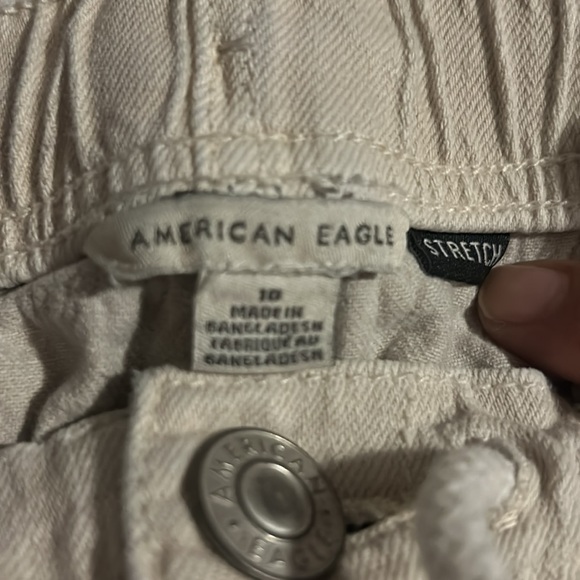 AMERICAN EAGLE
STRETCH
10
MADE IN
BANGLADESH
FABRIQUÉ AU
BANGLADESH
AMERICAN
EAGLE